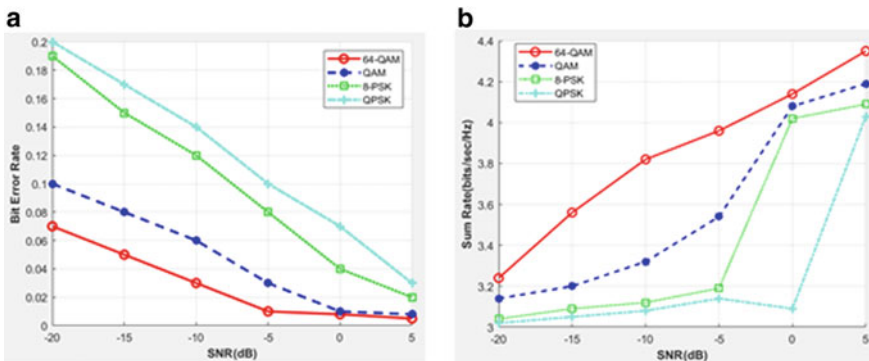 a
0.2
0.18
0.16
0.14
0.12
0.1
0.08
0.06
0.04
0.02
0
Bit Error Rate
-20 -15 -10 -5 0 5
SNR(dB)
64-QAM
QAM
8-PSK
QPSK
b
4.4
4.2
4
3.8
3.6
3.4
3.2
3
Sum Rate(bits/sec/Hz)
-20 -15 -10 -5 0 5
SNR(dB)
64-QAM
QAM
8-PSK
QPSK